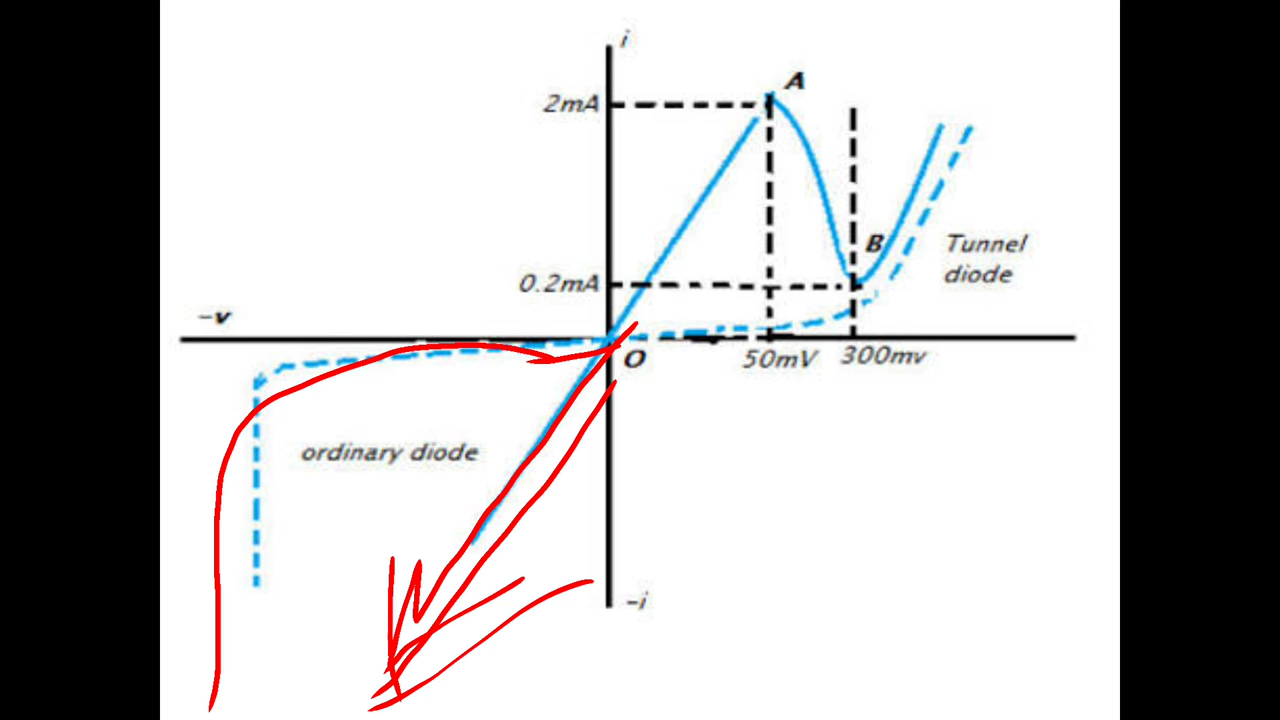 i
A
2mA
B
Tunnel
diode
0.2mA
-v
O
50mV
300mv
ordinary diode
-i